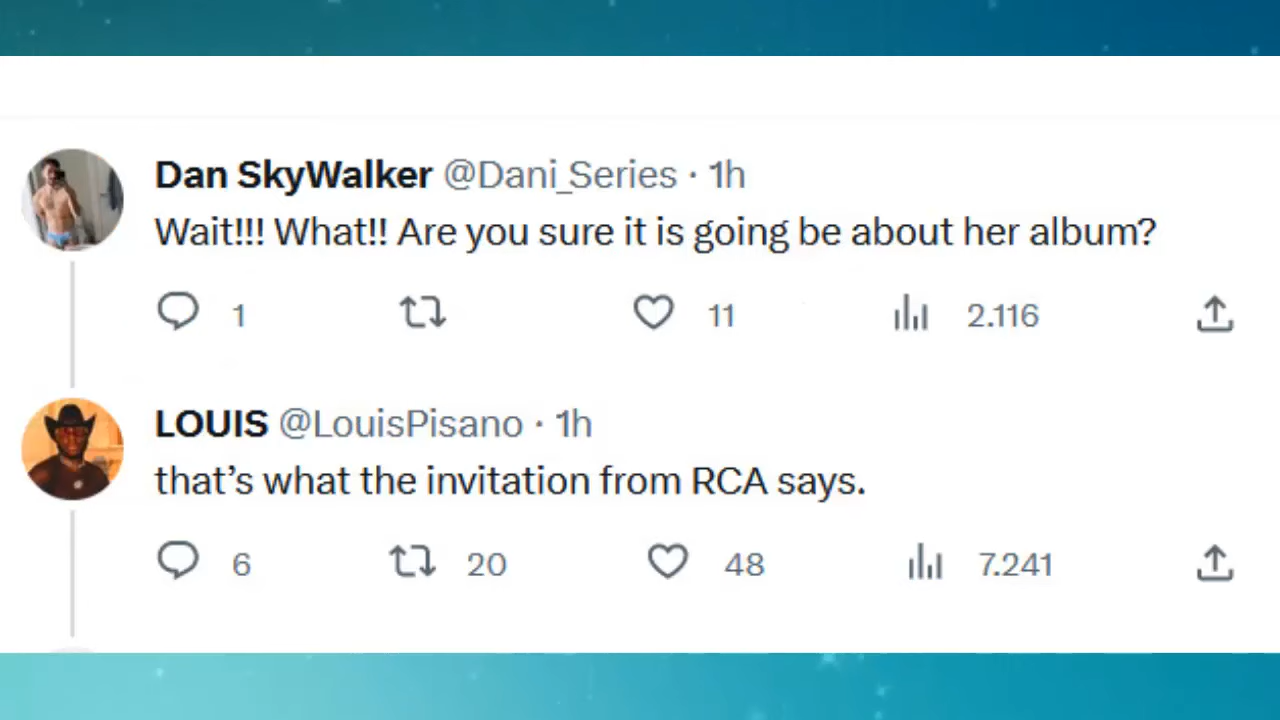 Dan SkyWalker @Dani_Series · 1h
Wait!!! What!! Are you sure it is going be about her album?
1 11 2.116
LOUIS @LouisPisano · 1h
that’s what the invitation from RCA says.
6 20 48 7.241